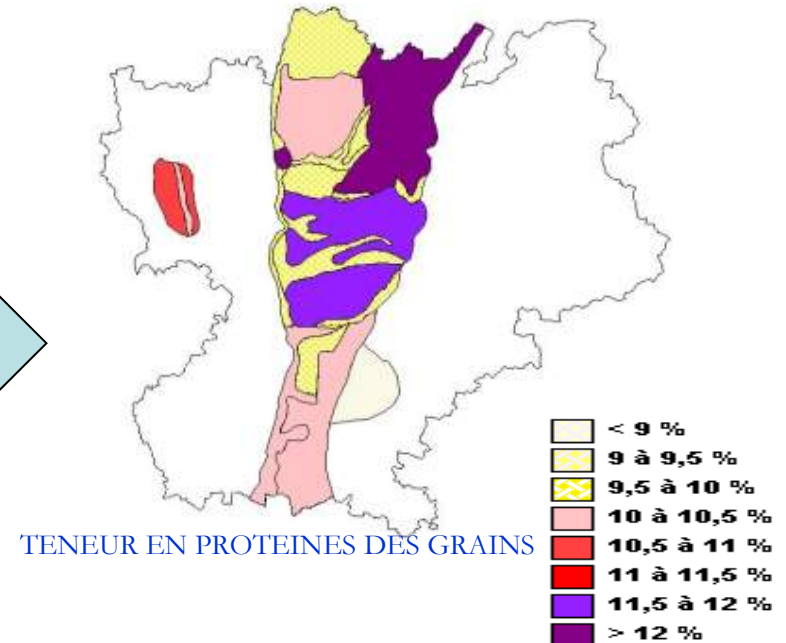 < 9 %
9 à 9,5 %
9,5 à 10 %
10 à 10,5 %
10,5 à 11 %
11 à 11,5 %
11,5 à 12 %
> 12 %
TENEUR EN PROTEINES DES GRAINS